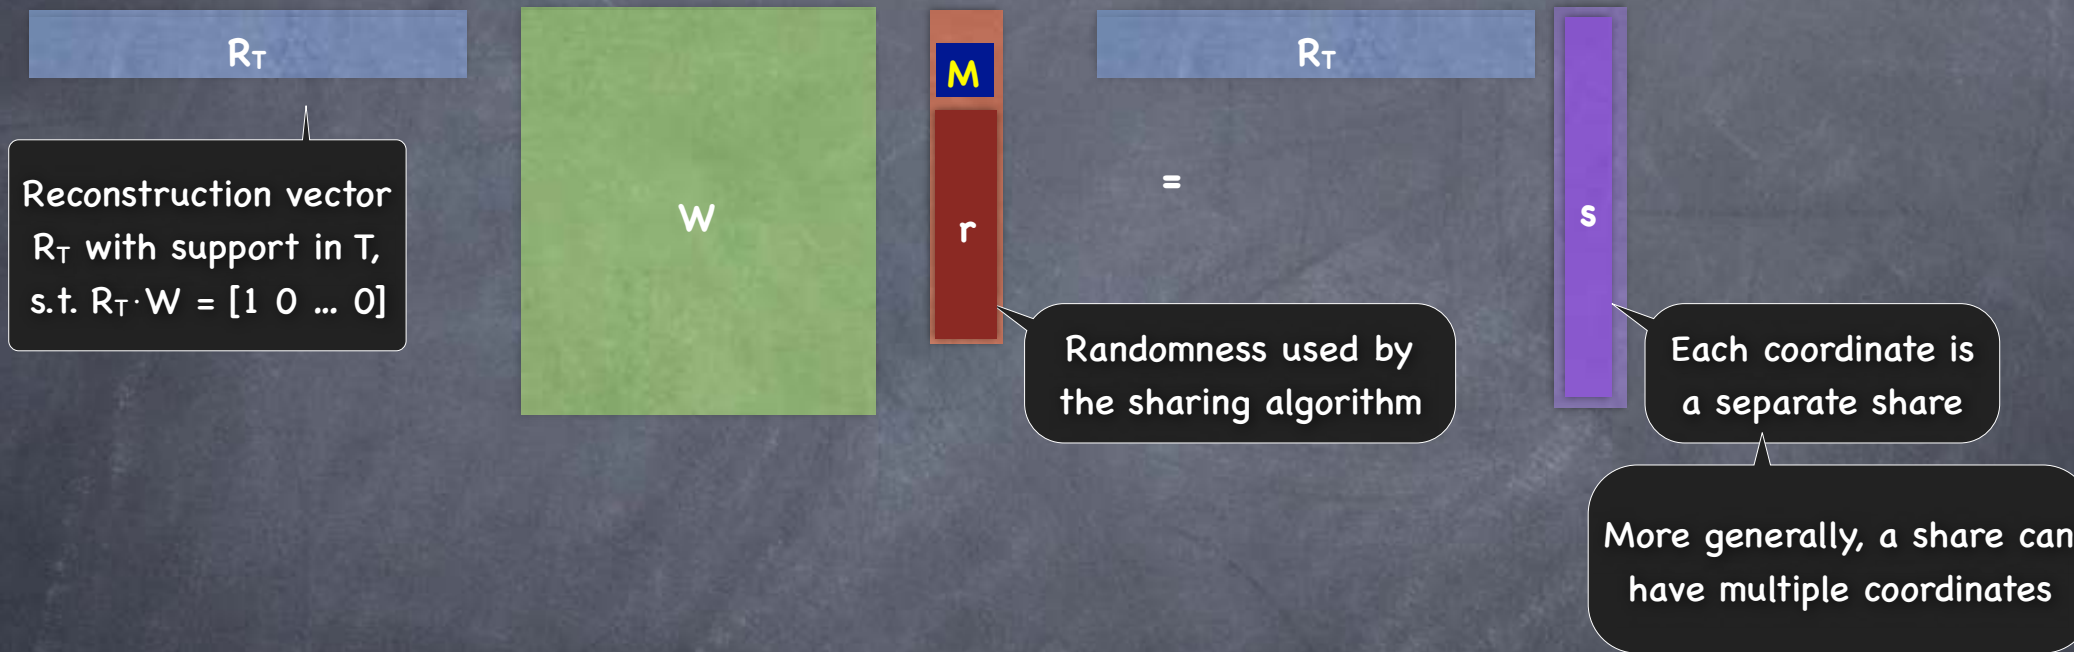 R_T
W
M
r
=
R_T
s
Reconstruction vector
R_T with support in T,
s.t. R_T·W = [1 0 ... 0]
Randomness used by
the sharing algorithm
Each coordinate is
a separate share
More generally, a share can
have multiple coordinates